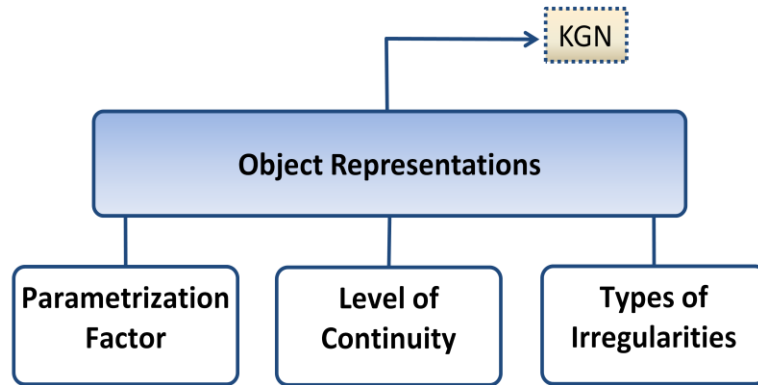 KGN
Object Representations
Parametrization
Factor
Level of
Continuity
Types of
Irregularities